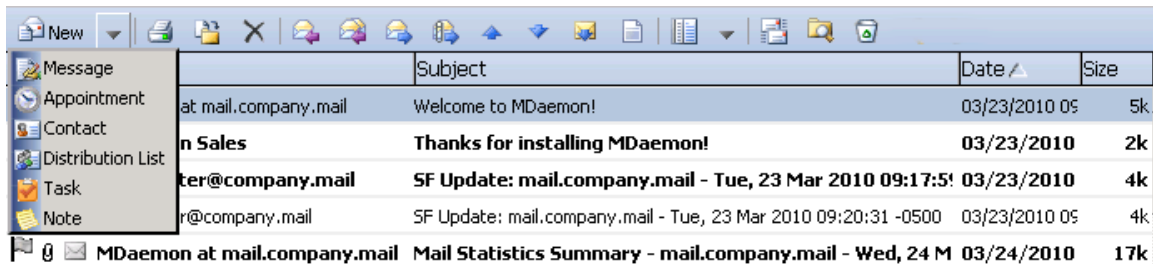 New
Subject Date Size
Message
Appointment at mail.company.mail Welcome to MDaemon! 03/23/2010 09 5k
Contact
n Sales Thanks for installing MDaemon! 03/23/2010 2k
Distribution List
Task ter@company.mail SF Update: mail.company.mail - Tue, 23 Mar 2010 09:17:5 03/23/2010 4k
Note r@company.mail SF Update: mail.company.mail - Tue, 23 Mar 2010 09:20:31 -0500 03/23/2010 09 4k
MDaemon at mail.company.mail Mail Statistics Summary - mail.company.mail - Wed, 24 M 03/24/2010 17k